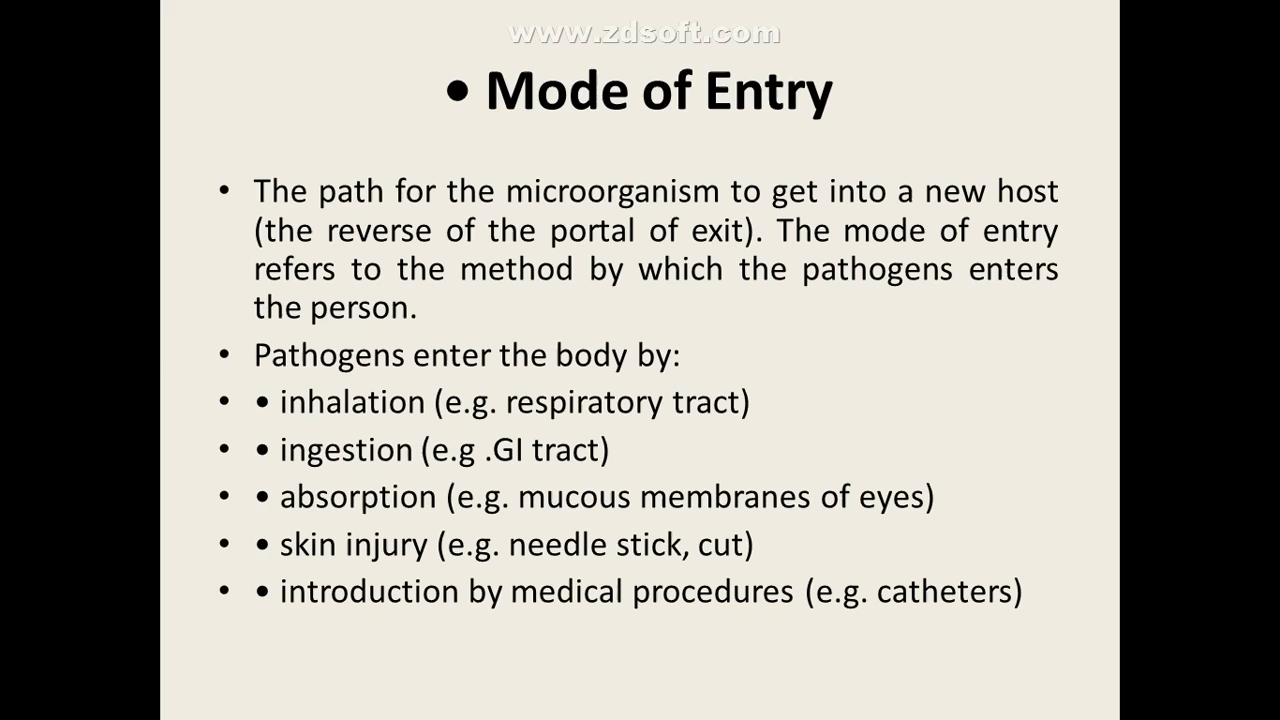 www.zdsoft.com
• Mode of Entry
• The path for the microorganism to get into a new host
(the reverse of the portal of exit). The mode of entry
refers to the method by which the pathogens enters
the person.
• Pathogens enter the body by:
• • inhalation (e.g. respiratory tract)
• • ingestion (e.g .GI tract)
• • absorption (e.g. mucous membranes of eyes)
• • skin injury (e.g. needle stick, cut)
• • introduction by medical procedures (e.g. catheters)